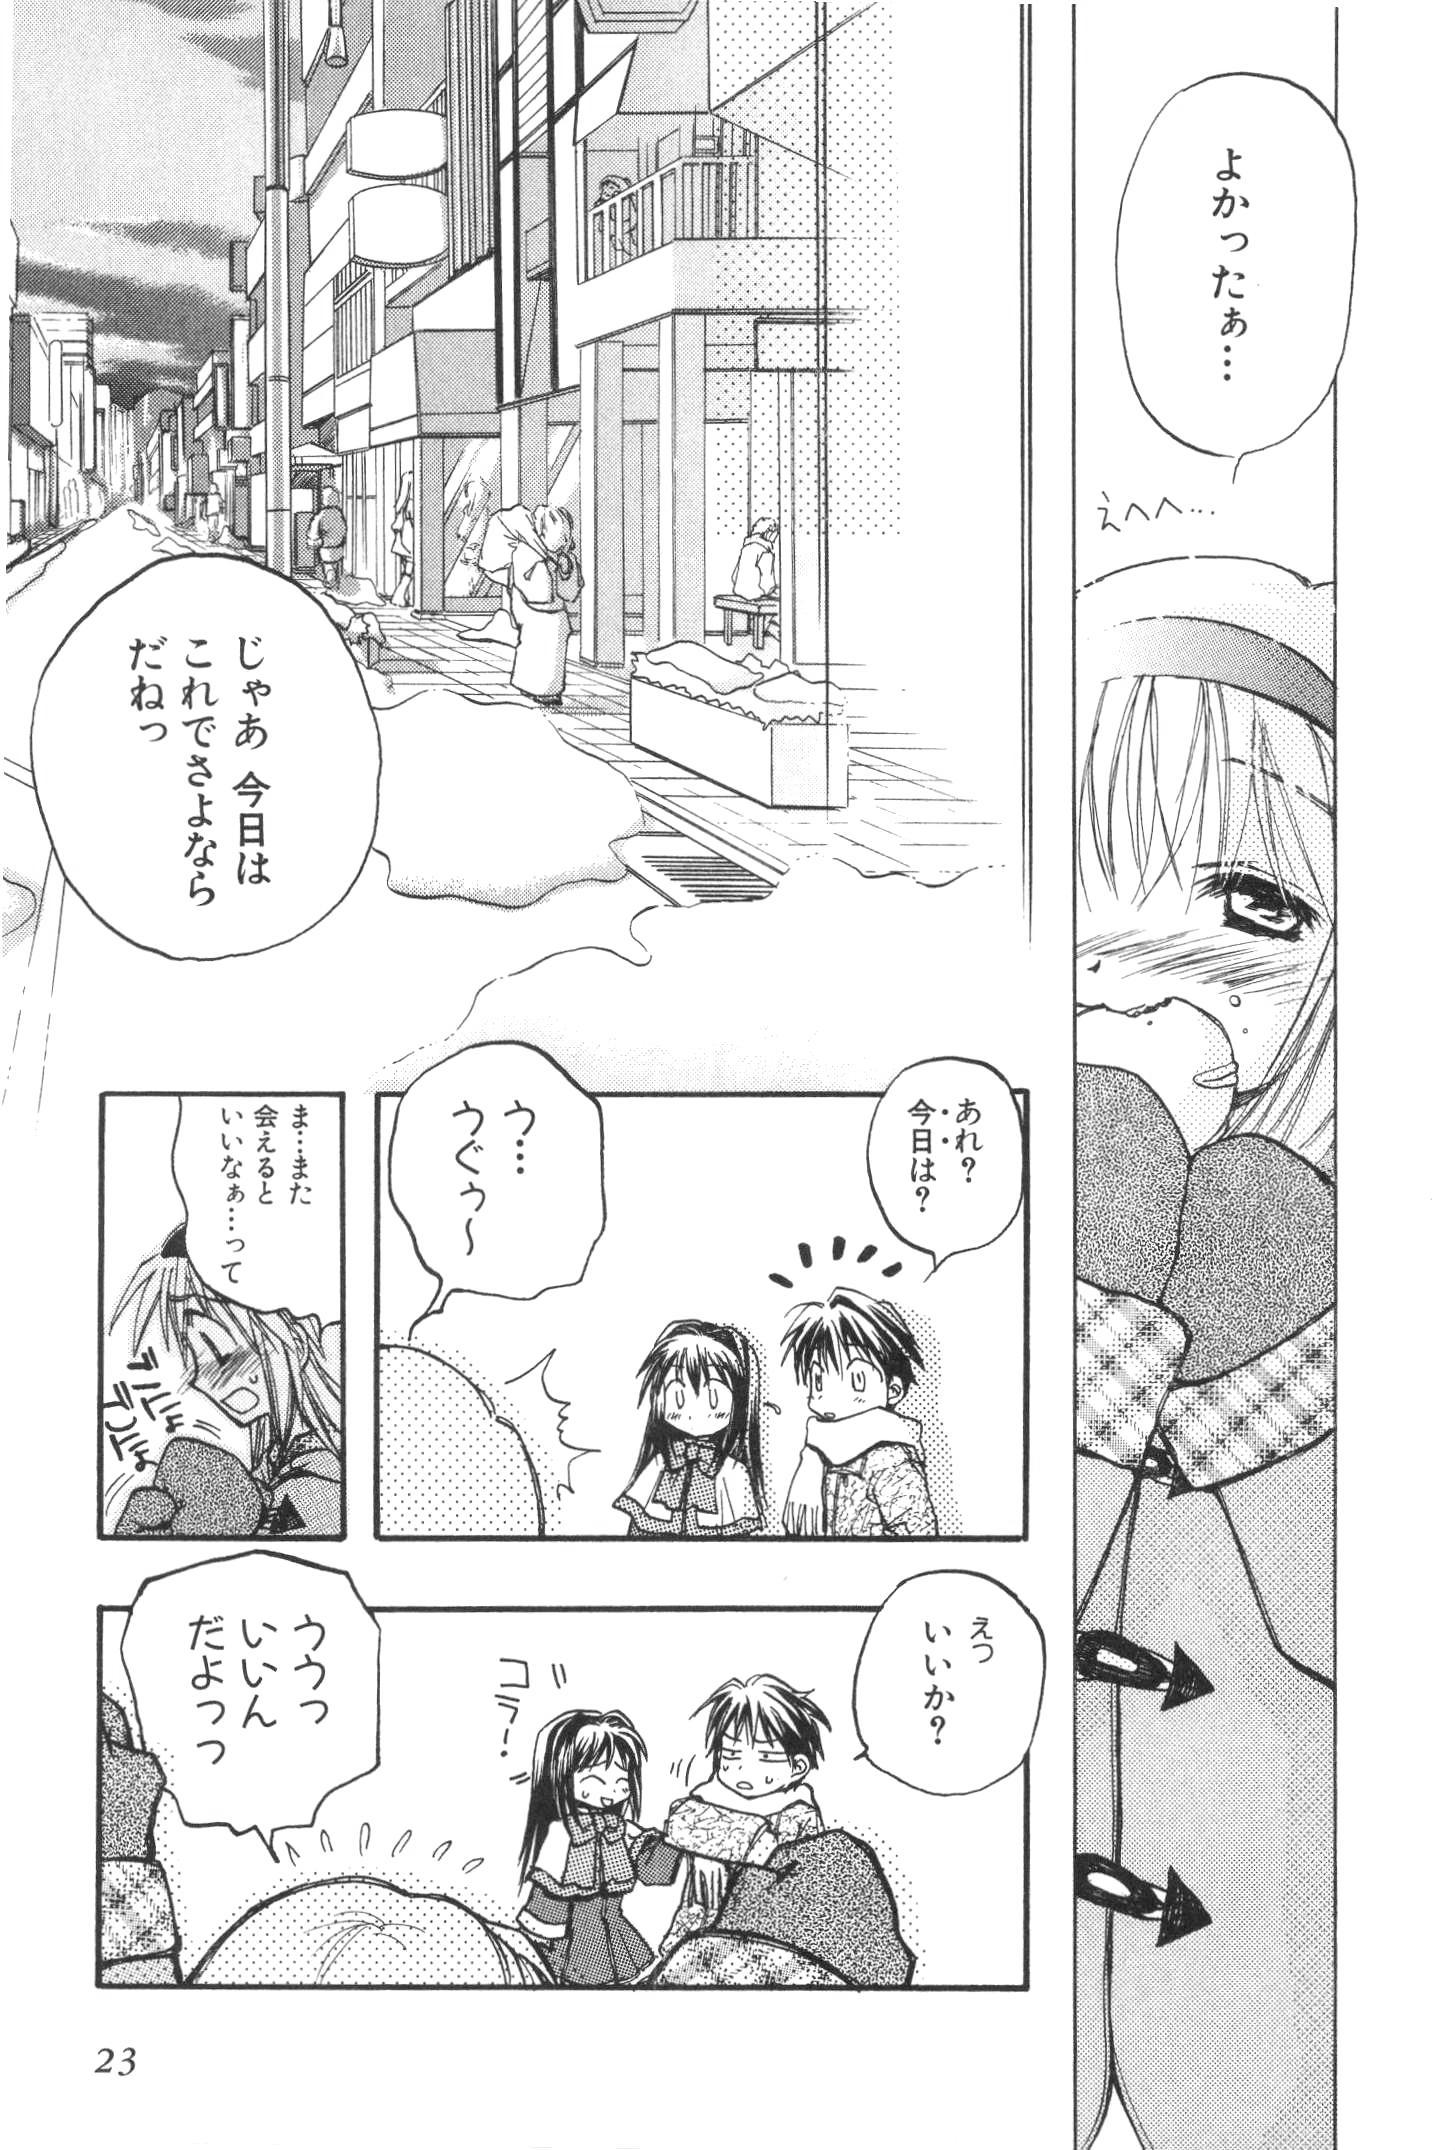 よかったぁ…
えへへ…
じゃあ 今日は
これでさよなら
だねっ
あれ？
今日は？
う…
うぐぅ～
ま…また
会えると
いいなぁ…って
えっ
いいか？
コラー
ううっ
いいん
だよっっ
23